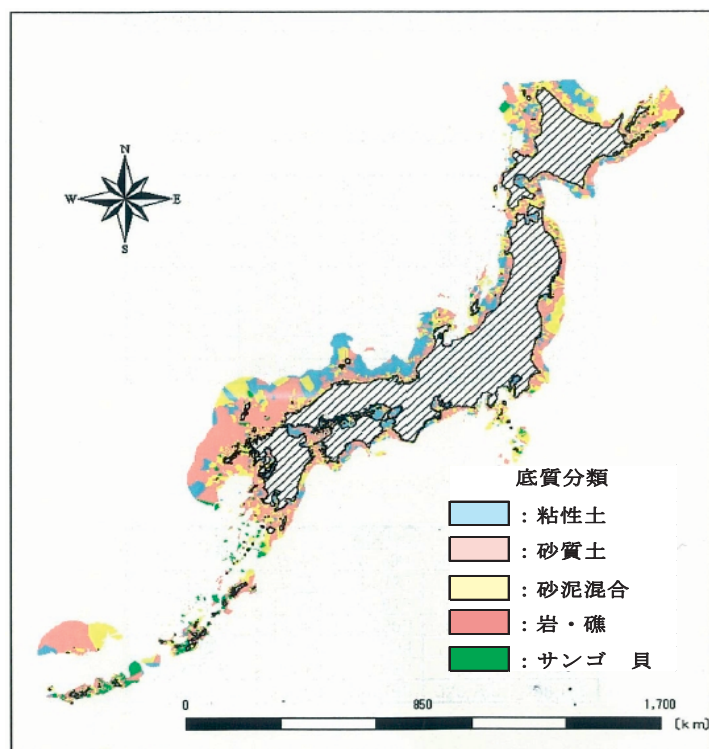 N
W E
S
底質分類
：粘性土
：砂質土
：砂泥混合
：岩・礁
：サンゴ 貝
0 850 1,700
(km)